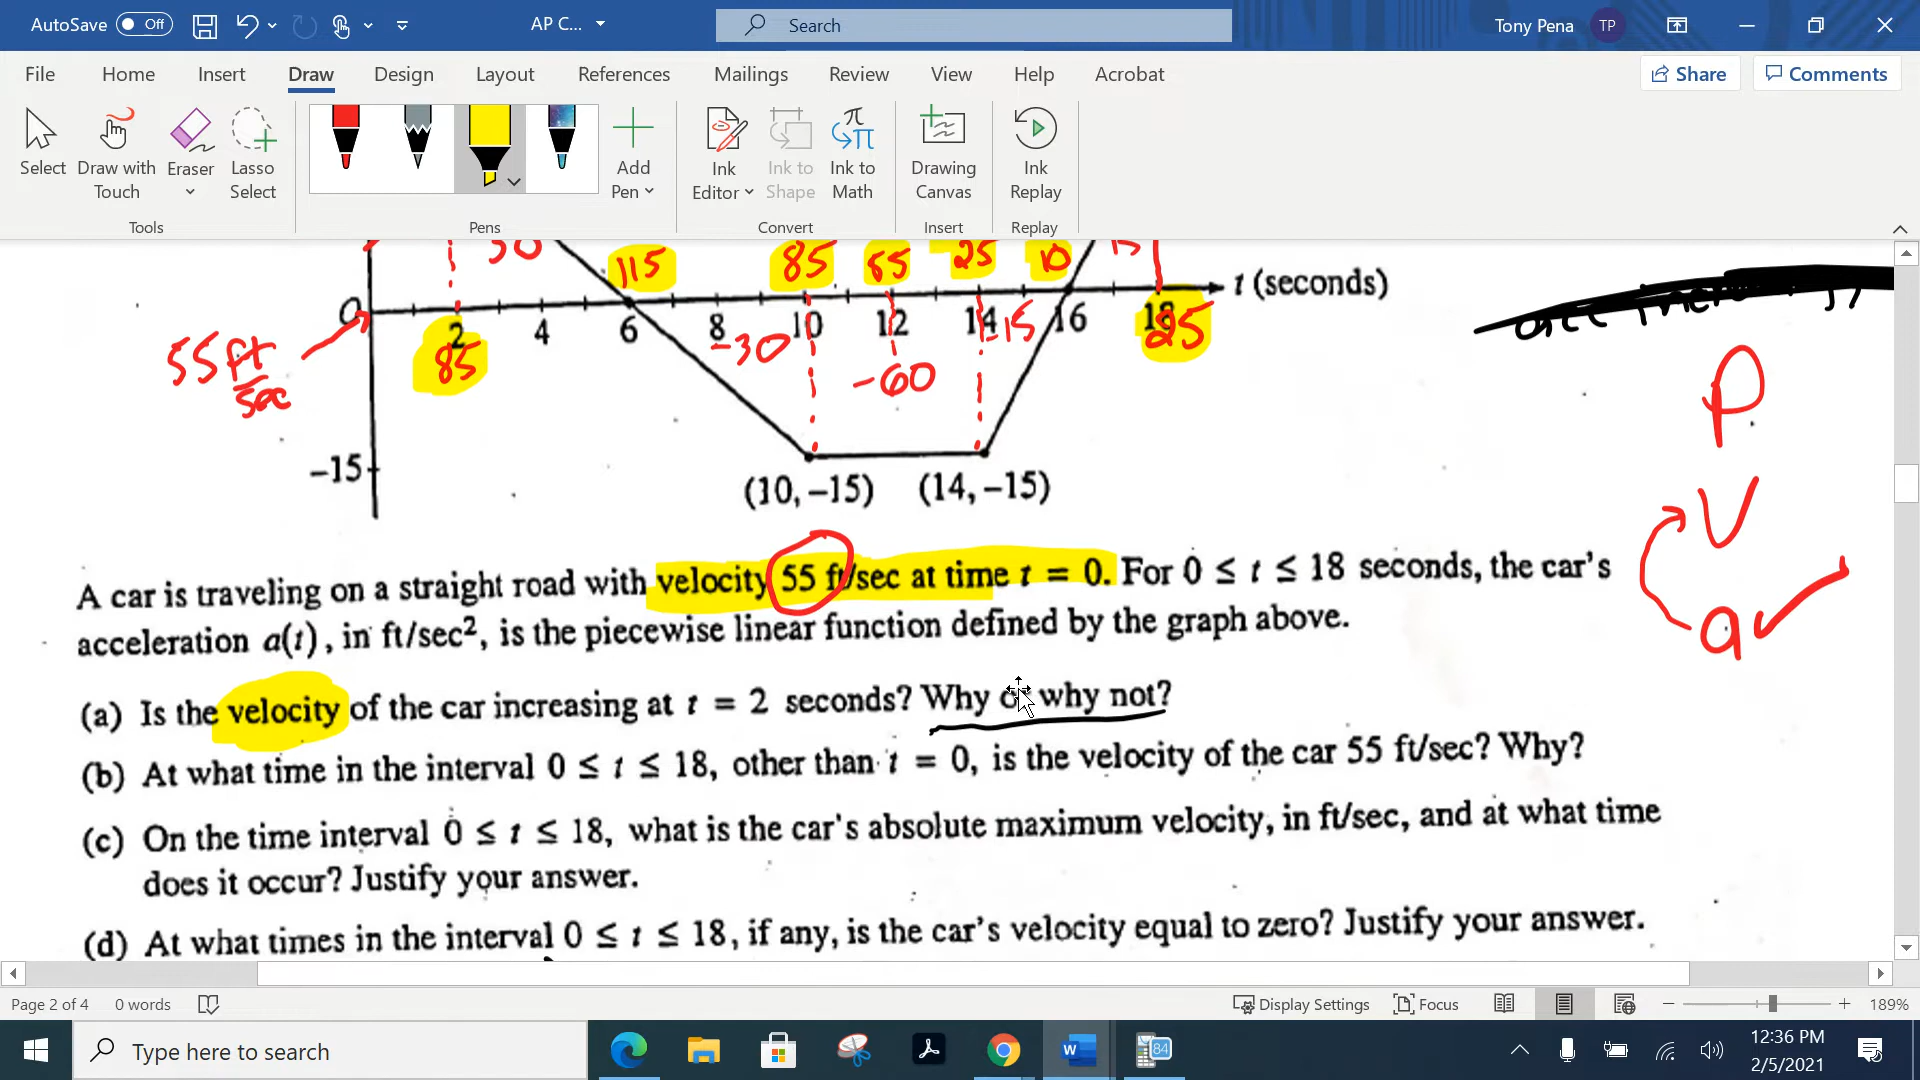 AutoSave Off AP C... Search Tony Pena TP
File Home Insert Draw Design Layout References Mailings Review View Help Acrobat Share Comments
Select Draw with Touch Eraser Lasso Select Add Pen Ink Editor Ink to Shape Ink to Math Drawing Canvas Ink Replay
Tools Pens Convert Insert Replay
30 115 85 55 25 10 15
O 2 4 6 8 10 12 14 16 18 t (seconds)
55 ft/sec 85 -30 -60 -15 25
-15
(10, -15) (14, -15)
P
V
a
A car is traveling on a straight road with velocity 55 ft/sec at time t = 0. For 0 ≤ t ≤ 18 seconds, the car's
acceleration a(t), in ft/sec², is the piecewise linear function defined by the graph above.
(a) Is the velocity of the car increasing at t = 2 seconds? Why or why not?
(b) At what time in the interval 0 ≤ t ≤ 18, other than t = 0, is the velocity of the car 55 ft/sec? Why?
(c) On the time interval 0 ≤ t ≤ 18, what is the car's absolute maximum velocity, in ft/sec, and at what time
does it occur? Justify your answer.
(d) At what times in the interval 0 ≤ t ≤ 18, if any, is the car's velocity equal to zero? Justify your answer.
Page 2 of 4 0 words Display Settings Focus 189%
Type here to search 84 12:36 PM
2/5/2021